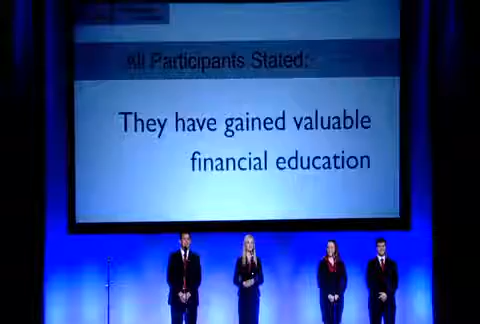 All Participants Stated:
They have gained valuable
financial education